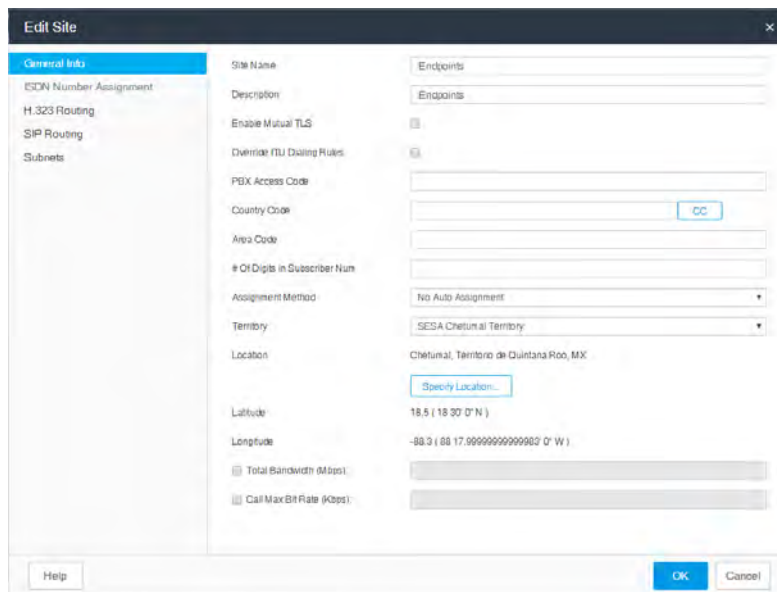 Edit Site
×
General Info
ISDN Number Assignment
H.323 Routing
SIP Routing
Subnets
Site Name Endpoints
Description Endpoints
Enable Mutual TLS
Override ITU Dialing Rules
PBX Access Code
Country Code CC
Area Code
# Of Digits in Subscriber Num
Assignment Method No Auto Assignment
Territory SESA Chetumal Territory
Location Chetumal, Territorio de Quintana Roo, MX
Specify Location...
Latitude 18.5 ( 18 30' 0" N )
Longitude -88.3 ( 88 17.99999999999983' 0" W )
Total Bandwidth (Mbps):
Call Max Bit Rate (Kbps):
Help OK Cancel